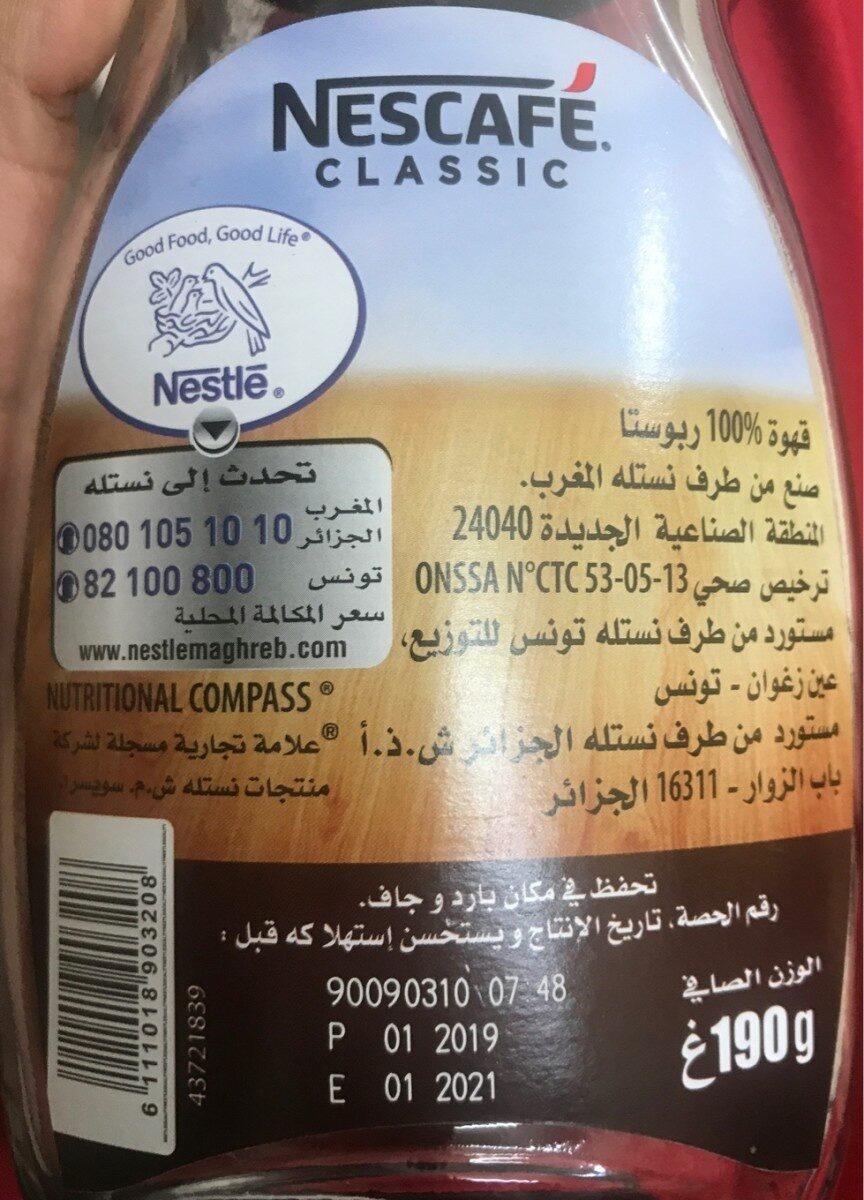 NESCAFÉ.
CLASSIC
Good Food, Good Life®
Nestlé®
تحدث إلى نستله
المغرب
الجزائر 080 105 10 10
تونس 82 100 800
سعر المكالمة المحلية
www.nestlemaghreb.com
NUTRITIONAL COMPASS ®
®علامة تجارية مسجلة لشركة
منتجات نستله ش.م. سويسرا.
قهوة 100% ربوستا
صنع من طرف نستله المغرب.
المنطقة الصناعية الجديدة 24040
ترخيص صحي ONSSA N°CTC 53-05-13
مستورد من طرف نستله تونس للتوزيع،
عين زغوان - تونس
مستورد من طرف نستله الجزائر ش.ذ.أ
باب الزوار - 16311 الجزائر
تحفظ في مكان بارد و جاف.
رقم الحصة، تاريخ الإنتاج و يستحسن إستهلا كه قبل :
90090310 07 48
P 01 2019
E 01 2021
الوزن الصافي
190g غ
6 111018 903208
43721839